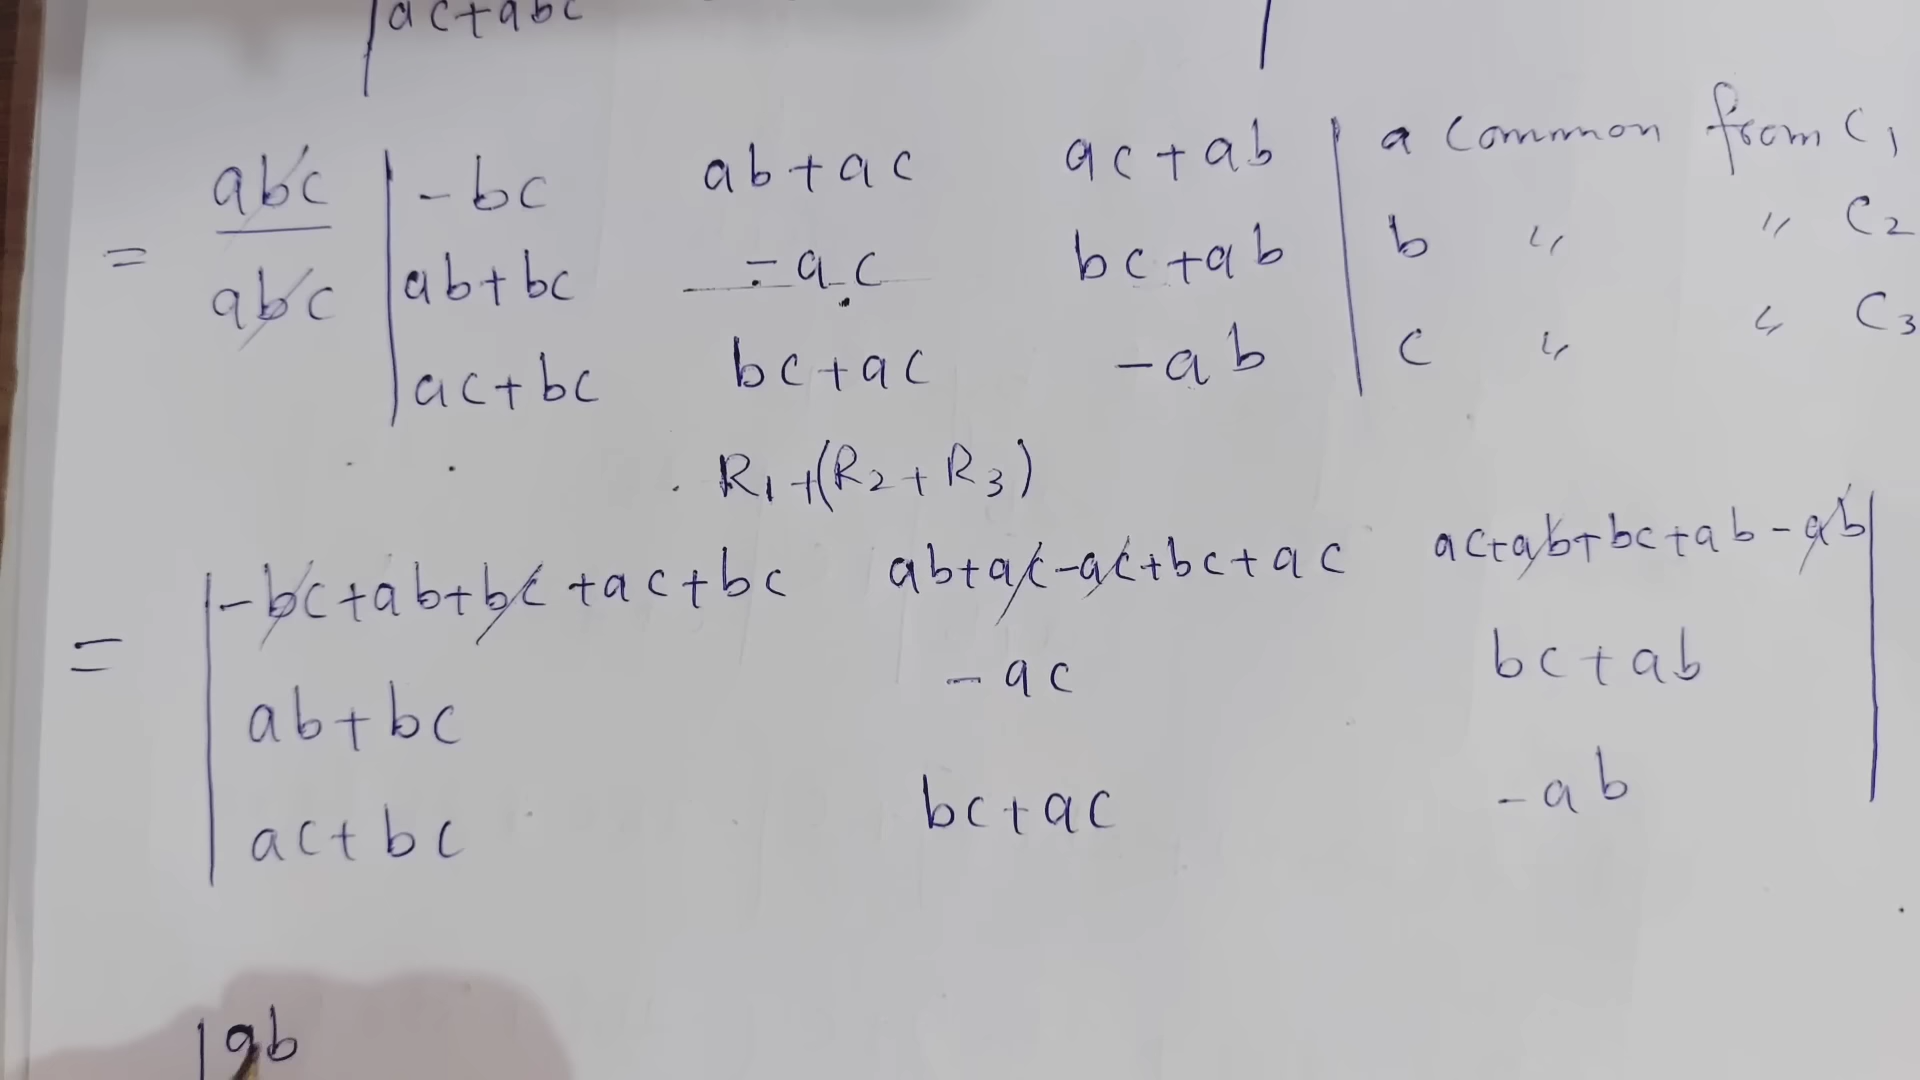 ac+abc
= abc/abc | -bc ab+ac ac+ab | a common from C1
| ab+bc -ac bc+ab | b " " C2
| ac+bc bc+ac -ab | c " " C3
R1+(R2+R3)
= | -bc+ab+bc+ac+bc ab+ac-ac+bc+ac ac+ab+bc+ab-ab |
ab+bc -ac bc+ab
ac+bc bc+ac -ab
| ab